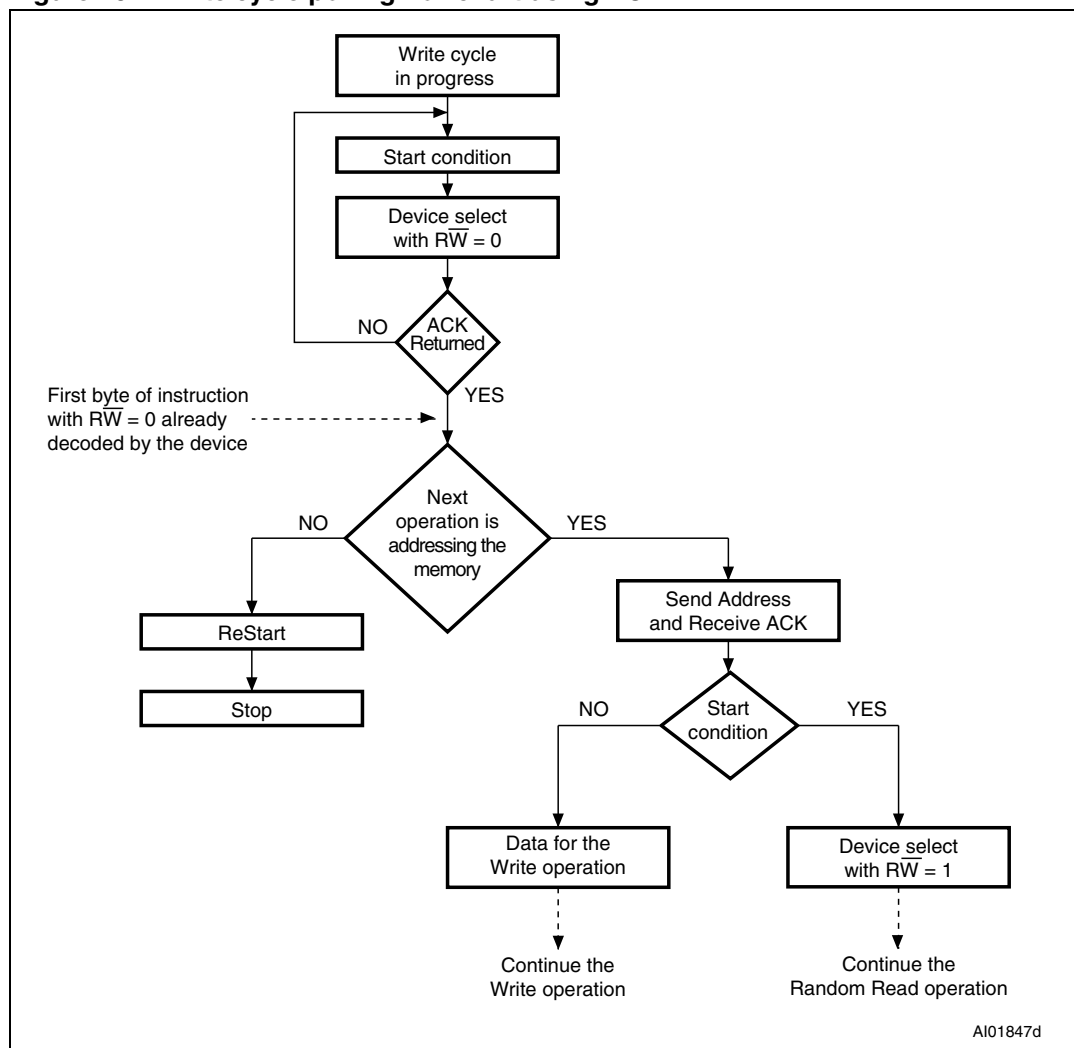 Write cycle
in progress
Start condition
Device select
with RW̅ = 0
ACK
Returned
NO
YES
First byte of instruction
with RW̅ = 0 already
decoded by the device
Next
operation is
addressing the
memory
NO
YES
Send Address
and Receive ACK
ReStart
Stop
Start
condition
NO
YES
Data for the
Write operation
Device select
with RW̅ = 1
Continue the
Write operation
Continue the
Random Read operation
AI01847d